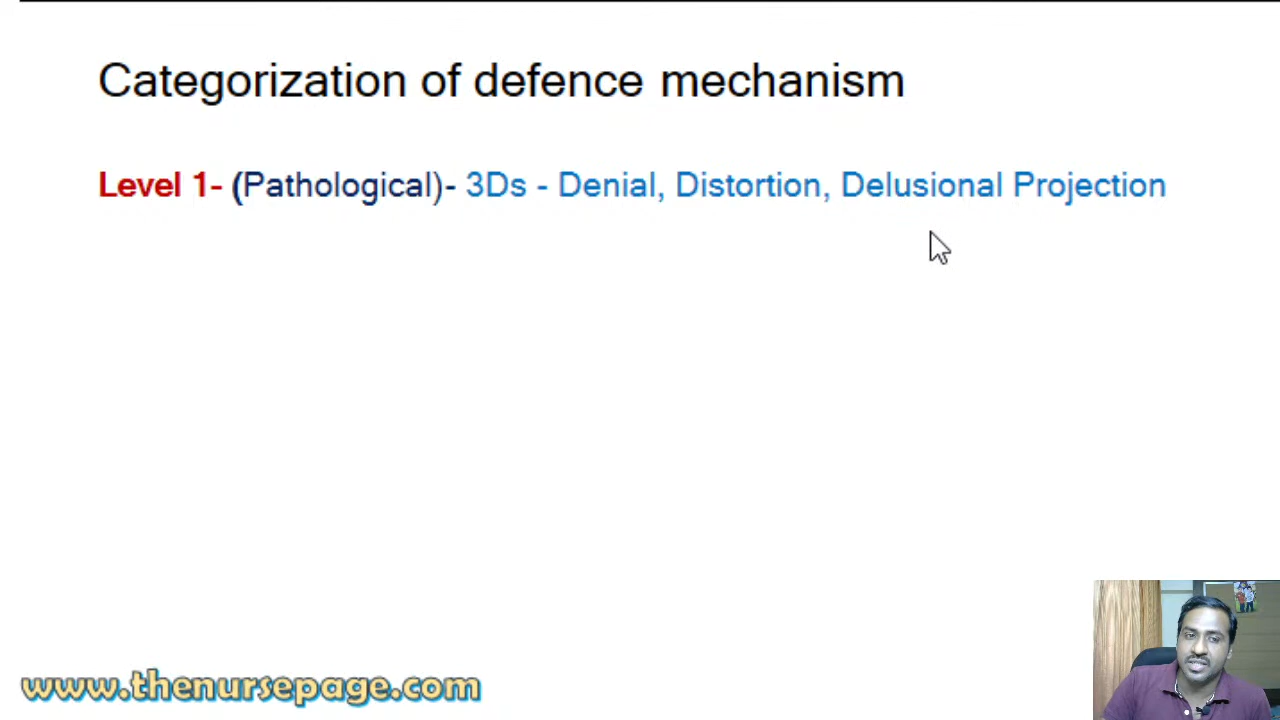 Categorization of defence mechanism
Level 1- (Pathological)- 3Ds - Denial, Distortion, Delusional Projection
www.thenursepage.com